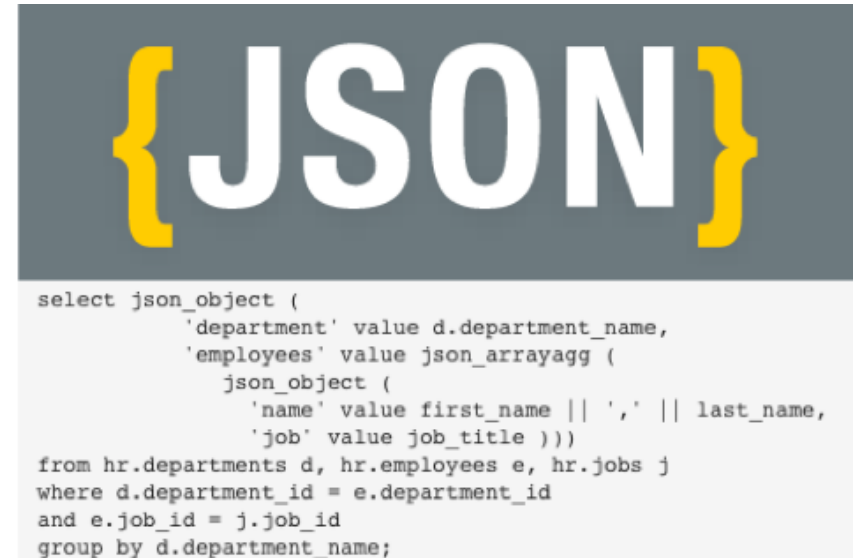 {JSON}
select json_object (
'department' value d.department_name,
'employees' value json_arrayagg (
json_object (
'name' value first_name || ',' || last_name,
'job' value job_title )))
from hr.departments d, hr.employees e, hr.jobs j
where d.department_id = e.department_id
and e.job_id = j.job_id
group by d.department_name;